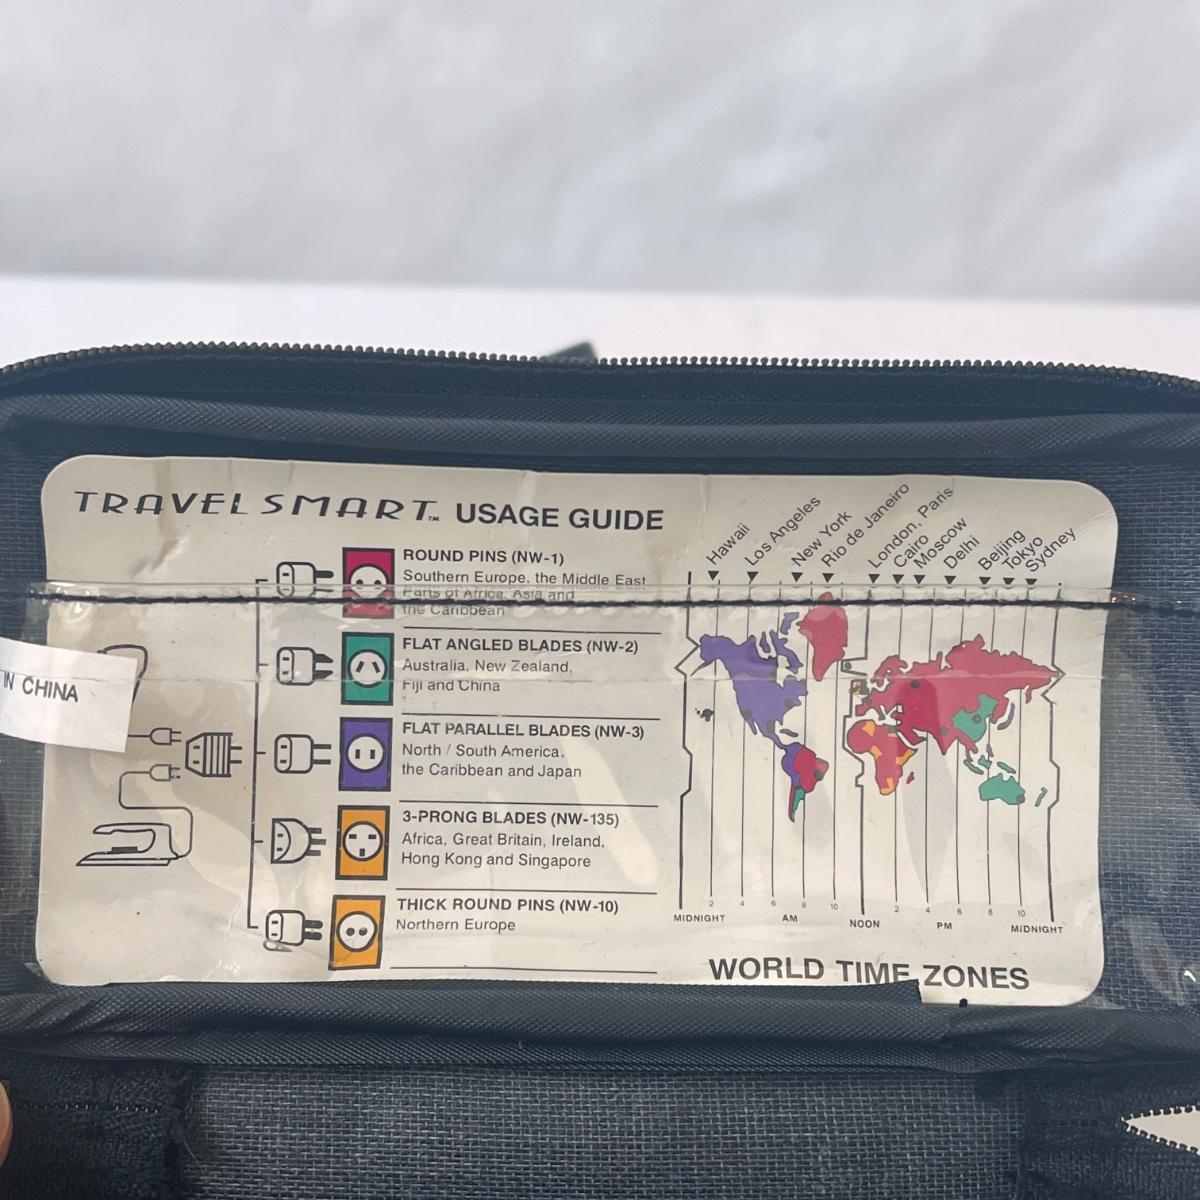 TRAVEL SMART™ USAGE GUIDE
ROUND PINS (NW-1)
Southern Europe, the Middle East
Parts of Africa, Asia and
the Caribbean
FLAT ANGLED BLADES (NW-2)
Australia, New Zealand,
Fiji and China
FLAT PARALLEL BLADES (NW-3)
North / South America,
the Caribbean and Japan
3-PRONG BLADES (NW-135)
Africa, Great Britain, Ireland,
Hong Kong and Singapore
THICK ROUND PINS (NW-10)
Northern Europe
IN CHINA
Hawaii
Los Angeles
New York
Rio de Janeiro
London, Paris
Cairo
Moscow
Delhi
Beijing
Tokyo
Sydney
2 4 6 8 10 2 4 6 8 10
MIDNIGHT AM NOON PM MIDNIGHT
WORLD TIME ZONES